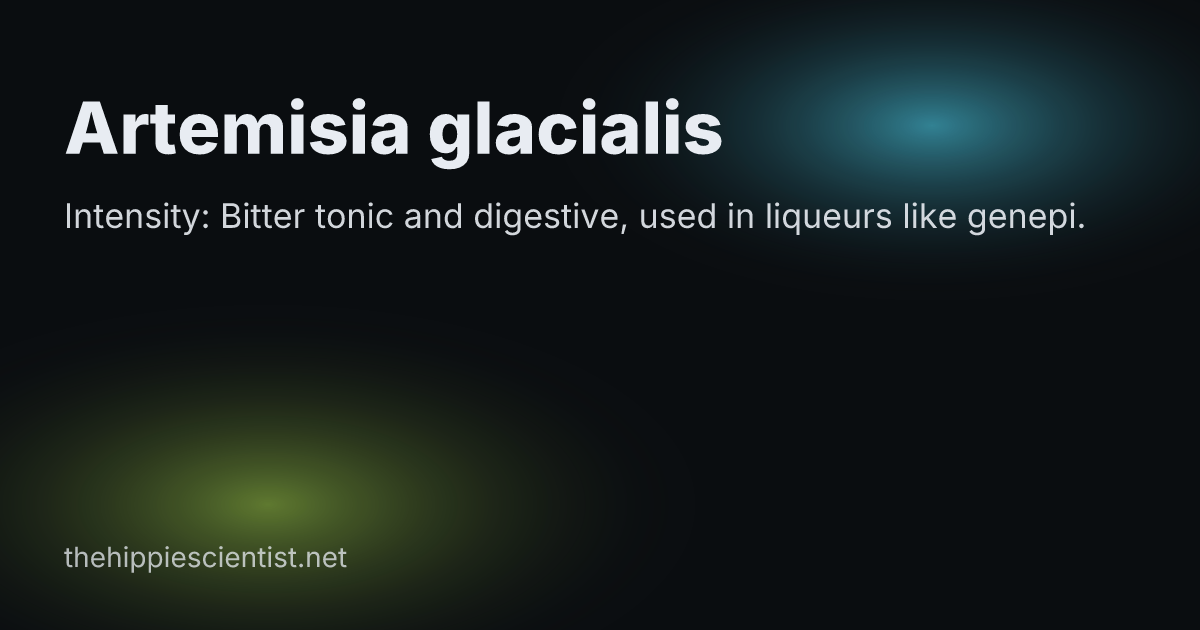 Artemisia glacialis
Intensity: Bitter tonic and digestive, used in liqueurs like genepi.
thehippiescientist.net